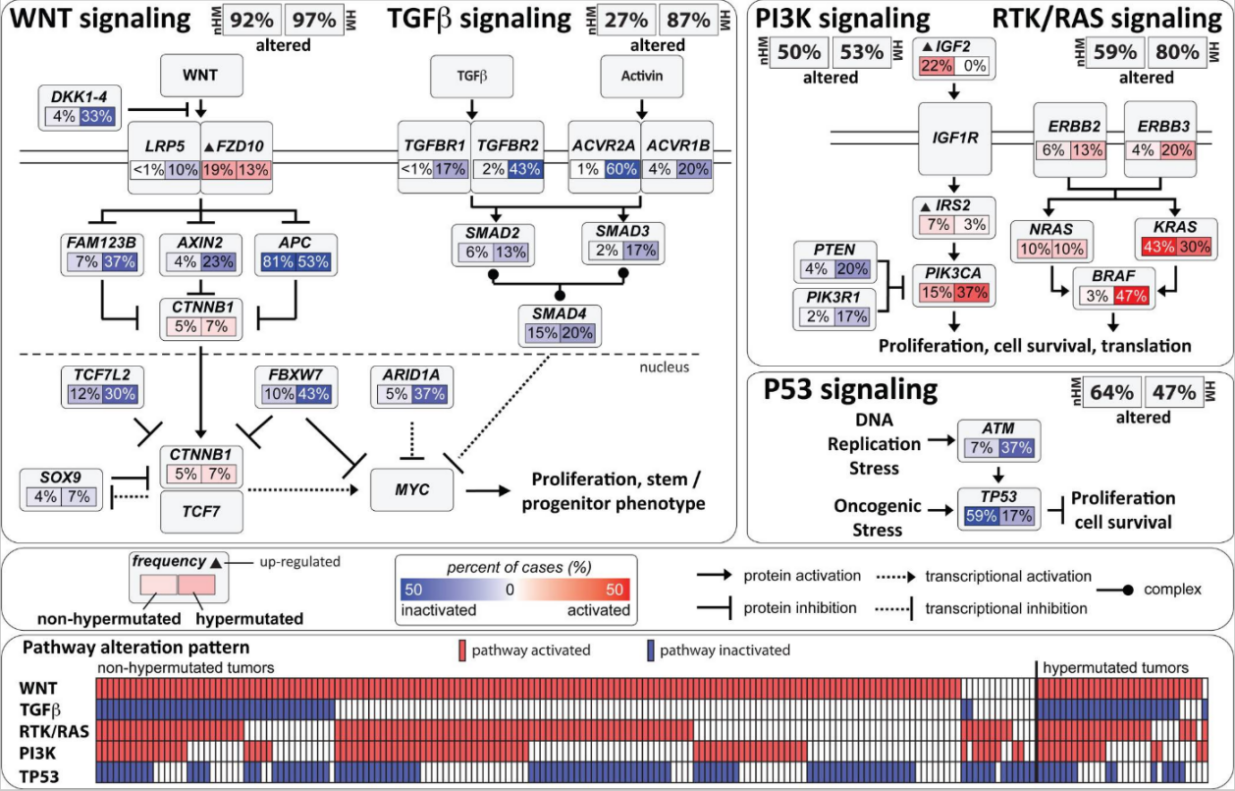 WNT signaling
nHM 92% 97% HM
altered
TGFβ signaling
nHM 27% 87% HM
altered
WNT
TGFβ
Activin
DKK1-4
4% 33%
LRP5
<1% 10%
▲FZD10
19% 13%
TGFBR1
<1% 17%
TGFBR2
2% 43%
ACVR2A
1% 60%
ACVR1B
4% 20%
FAM123B
7% 37%
AXIN2
4% 23%
APC
81% 53%
SMAD2
6% 13%
SMAD3
2% 17%
CTNNB1
5% 7%
SMAD4
15% 20%
nucleus
TCF7L2
12% 30%
FBXW7
10% 43%
ARID1A
5% 37%
SOX9
4% 7%
CTNNB1
5% 7%
TCF7
MYC
Proliferation, stem /
progenitor phenotype
PI3K signaling
nHM 50% 53% HM
altered
RTK/RAS signaling
nHM 59% 80% HM
altered
▲IGF2
22% 0%
IGF1R
ERBB2
6% 13%
ERBB3
4% 20%
▲IRS2
7% 3%
NRAS
10% 10%
KRAS
43% 30%
PTEN
4% 20%
PIK3R1
2% 17%
PIK3CA
15% 37%
BRAF
3% 47%
Proliferation, cell survival, translation
P53 signaling
nHM 64% 47% HM
altered
DNA
Replication
Stress
ATM
7% 37%
Oncogenic
Stress
TP53
59% 17%
Proliferation
cell survival
frequency ▲ up-regulated
non-hypermutated hypermutated
percent of cases (%)
50 0 50
inactivated activated
protein activation
transcriptional activation
complex
protein inhibition
transcriptional inhibition
Pathway alteration pattern
pathway activated
pathway inactivated
non-hypermutated tumors
hypermutated tumors
WNT
TGFβ
RTK/RAS
PI3K
TP53